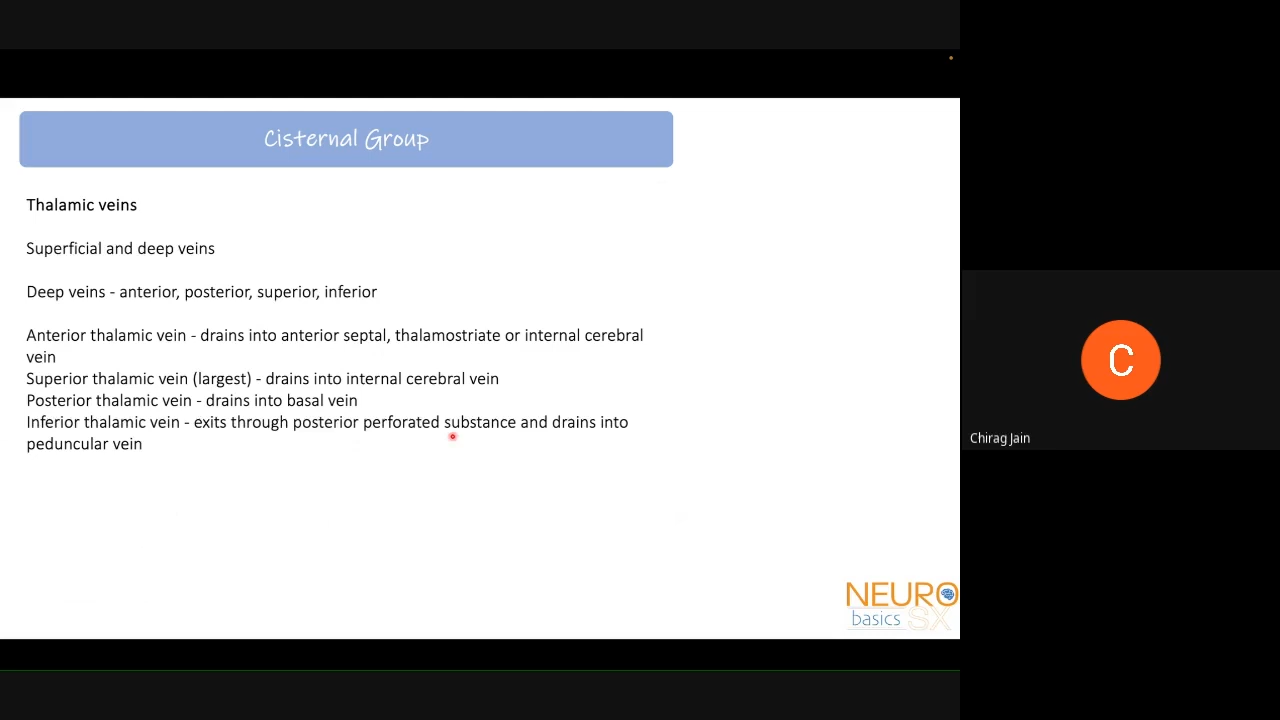 Cisternal Group
Thalamic veins
Superficial and deep veins
Deep veins - anterior, posterior, superior, inferior
Anterior thalamic vein - drains into anterior septal, thalamostriate or internal cerebral
vein
Superior thalamic vein (largest) - drains into internal cerebral vein
Posterior thalamic vein - drains into basal vein
Inferior thalamic vein - exits through posterior perforated substance and drains into
peduncular vein
C
Chirag Jain
NEURO
basics SX